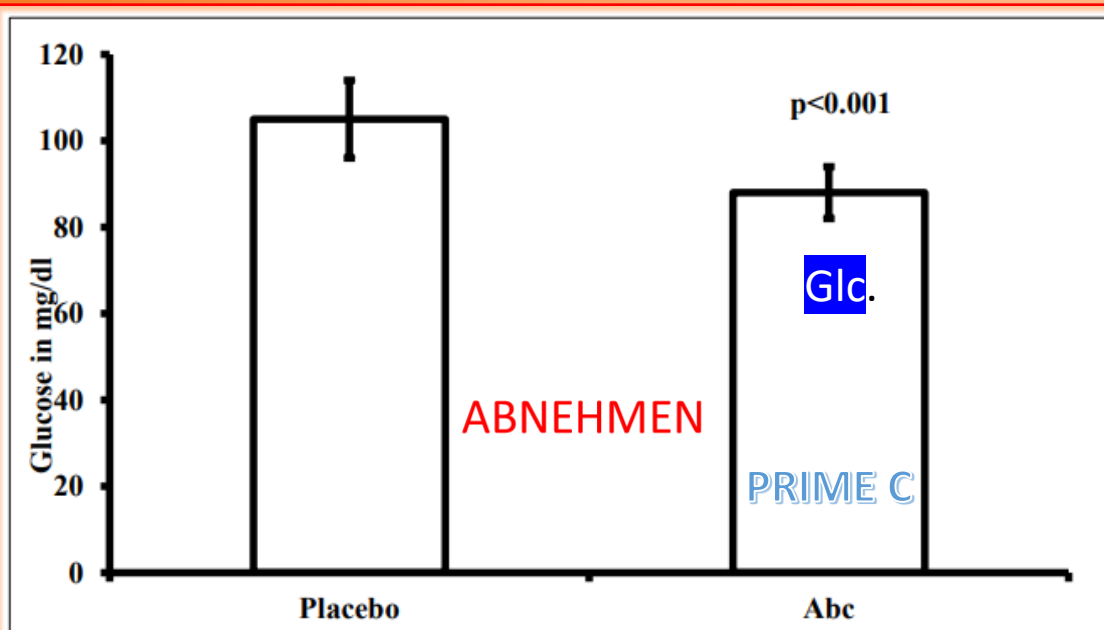 120
100
80
60
40
20
0
Glucose in mg/dl
p<0.001
Glc.
ABNEHMEN
PRIME C
Placebo
Abc